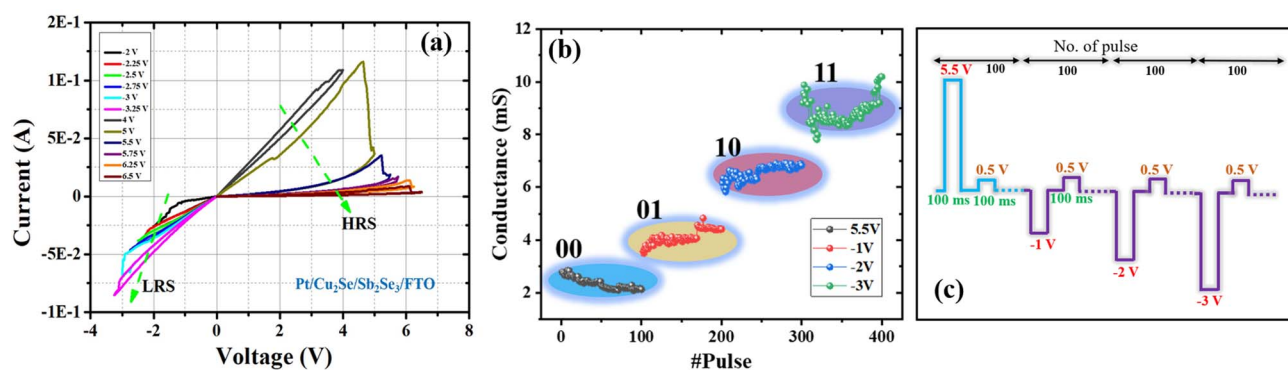 (a)
-2 V
-2.25 V
-2.5 V
-2.75 V
-3 V
-3.25 V
4 V
5 V
5.5 V
5.75 V
6.25 V
6.5 V
2E-1
1E-1
5E-2
0
-5E-2
-1E-1
Current (A)
HRS
LRS
Pt/Cu₂Se/Sb₂Se₃/FTO
-4 -2 0 2 4 6 8
Voltage (V)
(b)
12
10
8
6
4
2
Conductance (mS)
11
10
01
00
5.5V
-1V
-2V
-3V
0 100 200 300 400
#Pulse
No. of pulse
100 100 100 100
5.5 V
0.5 V 0.5 V 0.5 V 0.5 V
100 ms 100 ms 100 ms
-1 V
-2 V
-3 V
(c)